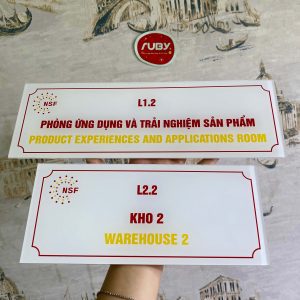 RUBY
NSF
L1.2
PHÒNG ỨNG DỤNG VÀ TRẢI NGHIỆM SẢN PHẨM
PRODUCT EXPERIENCES AND APPLICATIONS ROOM
NSF
L2.2
KHO 2
WAREHOUSE 2